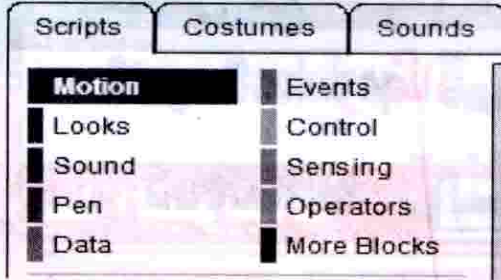 Scripts Costumes Sounds
Motion Events
Looks Control
Sound Sensing
Pen Operators
Data More Blocks